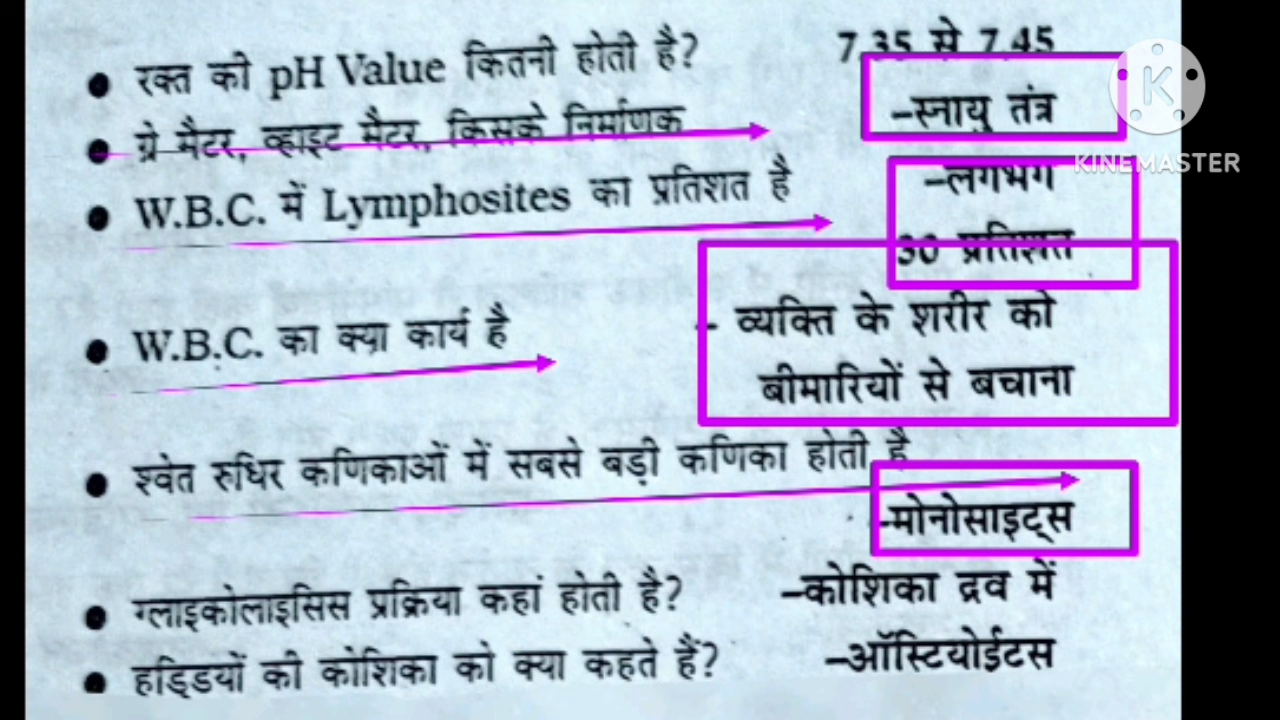 ● रक्त की pH Value कितनी होती है? 7.35 से 7.45
● ग्रे मैटर, व्हाइट मैटर, किसके निर्माणक –स्नायु तंत्र
KINEMASTER
● W.B.C. में Lymphosites का प्रतिशत है –लगभग
30 प्रतिशत
● W.B.C. का क्या कार्य है - व्यक्ति के शरीर को
बीमारियों से बचाना
● श्वेत रुधिर कणिकाओं में सबसे बड़ी कणिका होती है
-मोनोसाइट्स
● ग्लाइकोलाइसिस प्रक्रिया कहां होती है? –कोशिका द्रव में
● हड्डियों की कोशिका को क्या कहते हैं? –ऑस्टियोईटस